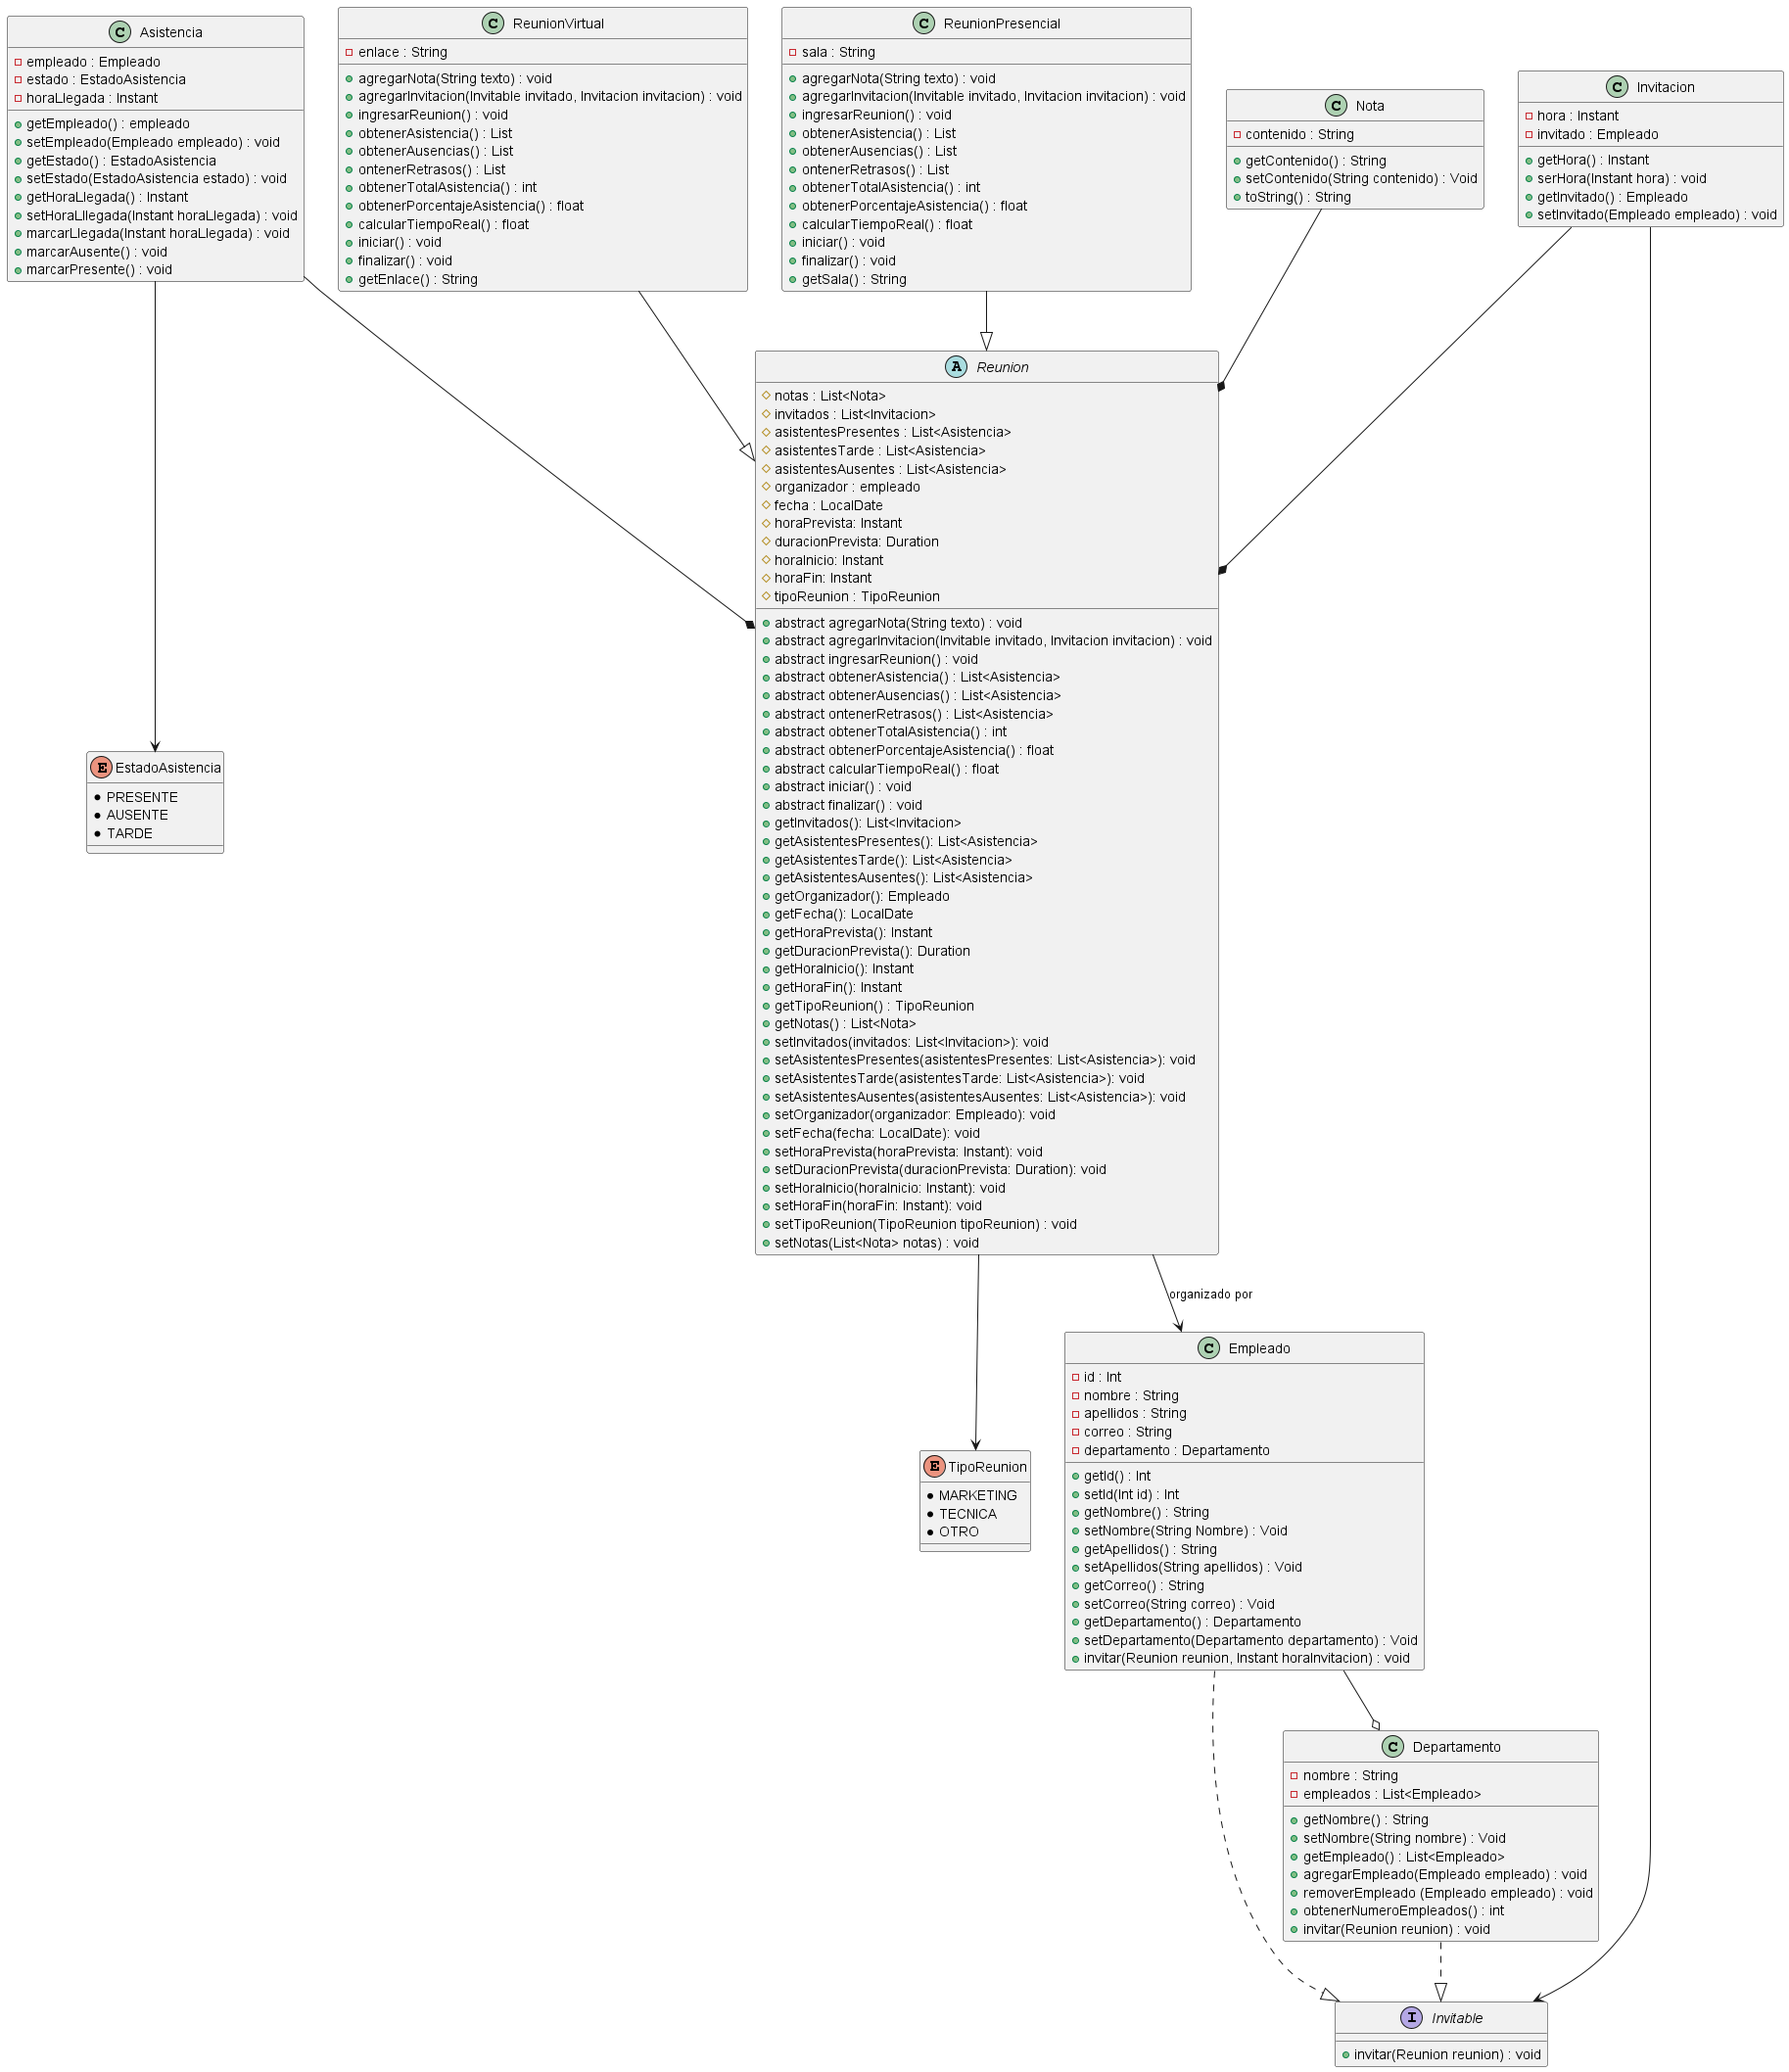 Asistencia
empleado : Empleado
estado : EstadoAsistencia
horaLlegada : Instant
getEmpleado() : empleado
setEmpleado(Empleado empleado) : void
getEstado() : EstadoAsistencia
setEstado(EstadoAsistencia estado) : void
getHoraLlegada() : Instant
setHoraLllegada(Instant horaLlegada) : void
marcarLlegada(Instant horaLlegada) : void
marcarAusente() : void
marcarPresente() : void
ReunionVirtual
enlace : String
agregarNota(String texto) : void
agregarInvitacion(Invitable invitado, Invitacion invitacion) : void
ingresarReunion() : void
obtenerAsistencia() : List
obtenerAusencias() : List
ontenerRetrasos() : List
obtenerTotalAsistencia() : int
obtenerPorcentajeAsistencia() : float
calcularTiempoReal() : float
iniciar() : void
finalizar() : void
getEnlace() : String
ReunionPresencial
sala : String
agregarNota(String texto) : void
agregarInvitacion(Invitable invitado, Invitacion invitacion) : void
ingresarReunion() : void
obtenerAsistencia() : List
obtenerAusencias() : List
ontenerRetrasos() : List
obtenerTotalAsistencia() : int
obtenerPorcentajeAsistencia() : float
calcularTiempoReal() : float
iniciar() : void
finalizar() : void
getSala() : String
Nota
contenido : String
getContenido() : String
setContenido(String contenido) : Void
toString() : String
Invitacion
hora : Instant
invitado : Empleado
getHora() : Instant
serHora(Instant hora) : void
getInvitado() : Empleado
setInvitado(Empleado empleado) : void
Reunion
notas : List<Nota>
invitados : List<Invitacion>
asistentesPresentes : List<Asistencia>
asistentesTarde : List<Asistencia>
asistentesAusentes : List<Asistencia>
organizador : empleado
fecha : LocalDate
horaPrevista: Instant
duracionPrevista: Duration
horaInicio: Instant
horaFin: Instant
tipoReunion : TipoReunion
abstract agregarNota(String texto) : void
abstract agregarInvitacion(Invitable invitado, Invitacion invitacion) : void
abstract ingresarReunion() : void
abstract obtenerAsistencia() : List<Asistencia>
abstract obtenerAusencias() : List<Asistencia>
abstract ontenerRetrasos() : List<Asistencia>
abstract obtenerTotalAsistencia() : int
abstract obtenerPorcentajeAsistencia() : float
abstract calcularTiempoReal() : float
abstract iniciar() : void
abstract finalizar() : void
getInvitados(): List<Invitacion>
getAsistentesPresentes(): List<Asistencia>
getAsistentesTarde(): List<Asistencia>
getAsistentesAusentes(): List<Asistencia>
getOrganizador(): Empleado
getFecha(): LocalDate
getHoraPrevista(): Instant
getDuracionPrevista(): Duration
getHoraInicio(): Instant
getHoraFin(): Instant
getTipoReunion() : TipoReunion
getNotas() : List<Nota>
setInvitados(invitados: List<Invitacion>): void
setAsistentesPresentes(asistentesPresentes: List<Asistencia>): void
setAsistentesTarde(asistentesTarde: List<Asistencia>): void
setAsistentesAusentes(asistentesAusentes: List<Asistencia>): void
setOrganizador(organizador: Empleado): void
setFecha(fecha: LocalDate): void
setHoraPrevista(horaPrevista: Instant): void
setDuracionPrevista(duracionPrevista: Duration): void
setHoraInicio(horaInicio: Instant): void
setHoraFin(horaFin: Instant): void
setTipoReunion(TipoReunion tipoReunion) : void
setNotas(List<Nota> notas) : void
EstadoAsistencia
PRESENTE
AUSENTE
TARDE
organizado por
TipoReunion
MARKETING
TECNICA
OTRO
Empleado
id : Int
nombre : String
apellidos : String
correo : String
departamento : Departamento
getId() : Int
setId(Int id) : Int
getNombre() : String
setNombre(String Nombre) : Void
getApellidos() : String
setApellidos(String apellidos) : Void
getCorreo() : String
setCorreo(String correo) : Void
getDepartamento() : Departamento
setDepartamento(Departamento departamento) : Void
invitar(Reunion reunion, Instant horaInvitacion) : void
Departamento
nombre : String
empleados : List<Empleado>
getNombre() : String
setNombre(String nombre) : Void
getEmpleado() : List<Empleado>
agregarEmpleado(Empleado empleado) : void
removerEmpleado (Empleado empleado) : void
obtenerNumeroEmpleados() : int
invitar(Reunion reunion) : void
Invitable
invitar(Reunion reunion) : void